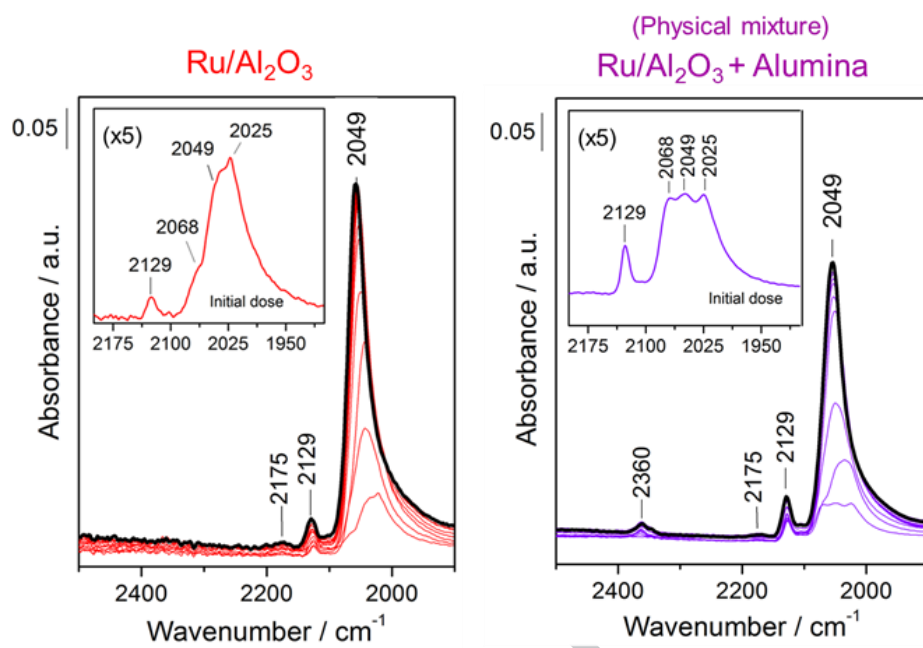 Ru/Al₂O₃
0.05
(x5)
2129
2068
2049
2025
Initial dose
2175 2100 2025 1950
2175
2129
2049
Absorbance / a.u.
2400 2200 2000
Wavenumber / cm⁻¹
(Physical mixture)
Ru/Al₂O₃ + Alumina
0.05
(x5)
2129
2068
2049
2025
Initial dose
2175 2100 2025 1950
2360
2175
2129
2049
Absorbance / a.u.
2400 2200 2000
Wavenumber / cm⁻¹